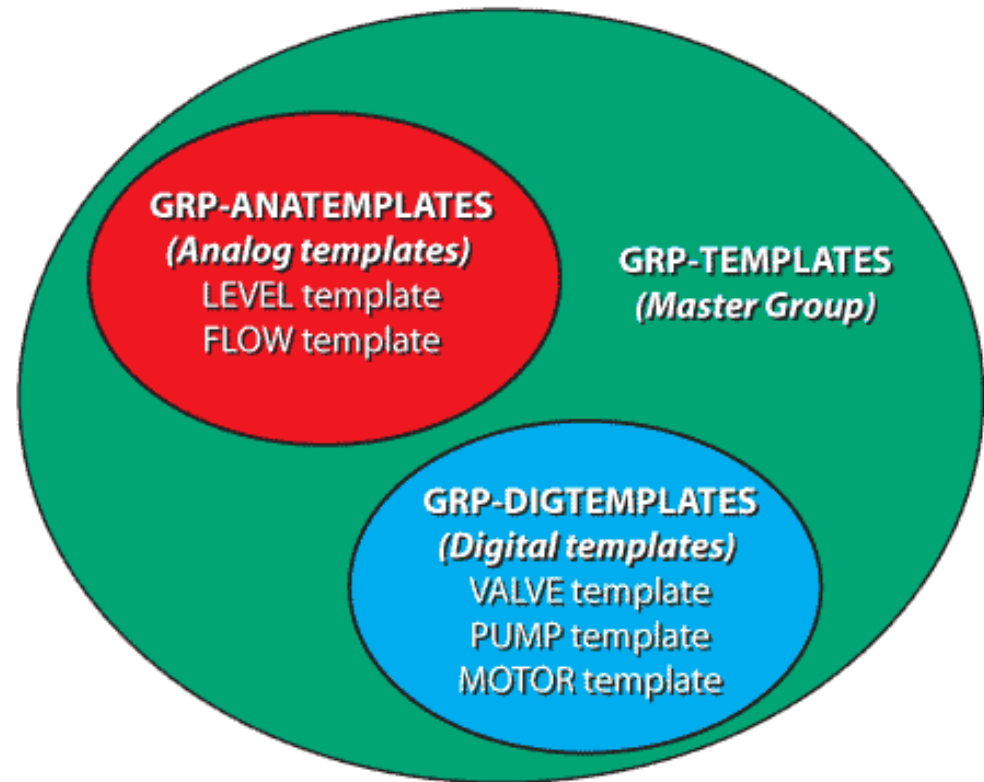 GRP-ANATEMPLATES
(Analog templates)
LEVEL template
FLOW template
GRP-TEMPLATES
(Master Group)
GRP-DIGTEMPLATES
(Digital templates)
VALVE template
PUMP template
MOTOR template